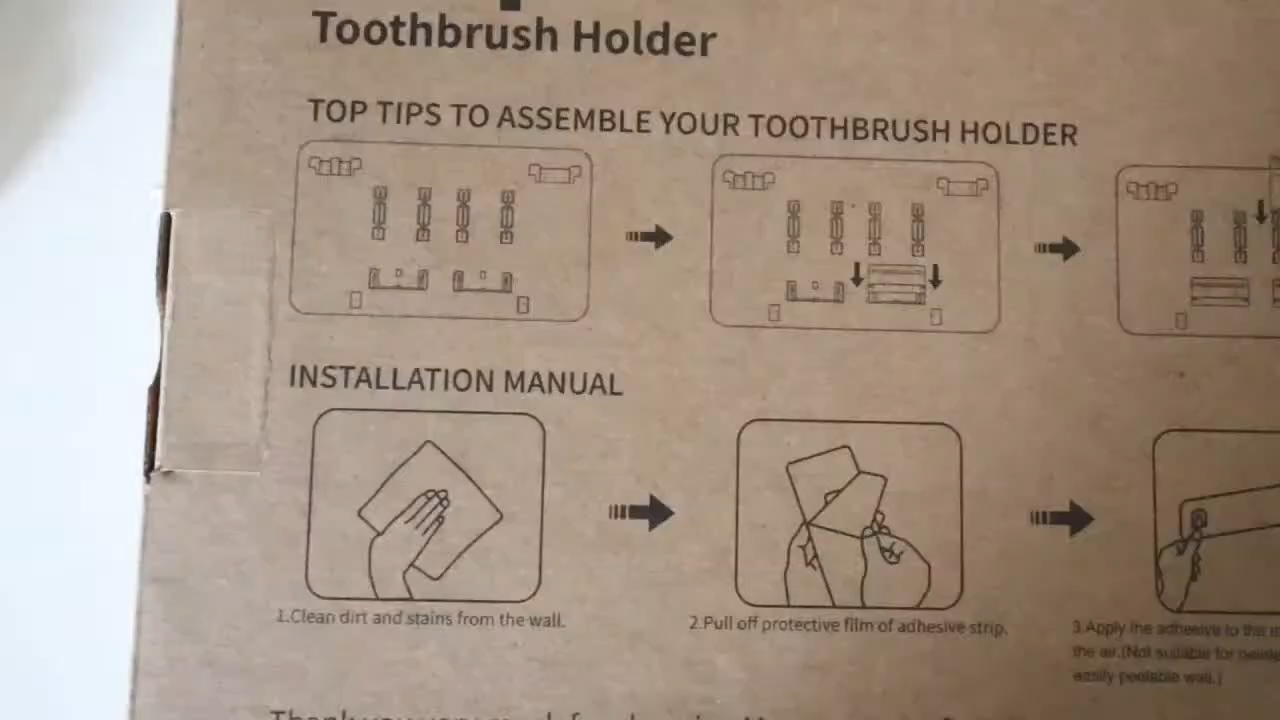 Toothbrush Holder
TOP TIPS TO ASSEMBLE YOUR TOOTHBRUSH HOLDER
INSTALLATION MANUAL
1.Clean dirt and stains from the wall.
2.Pull off protective film of adhesive strip.
3.Apply the adhesive to the
the air.(Not suitable for
easily peelable wall.)